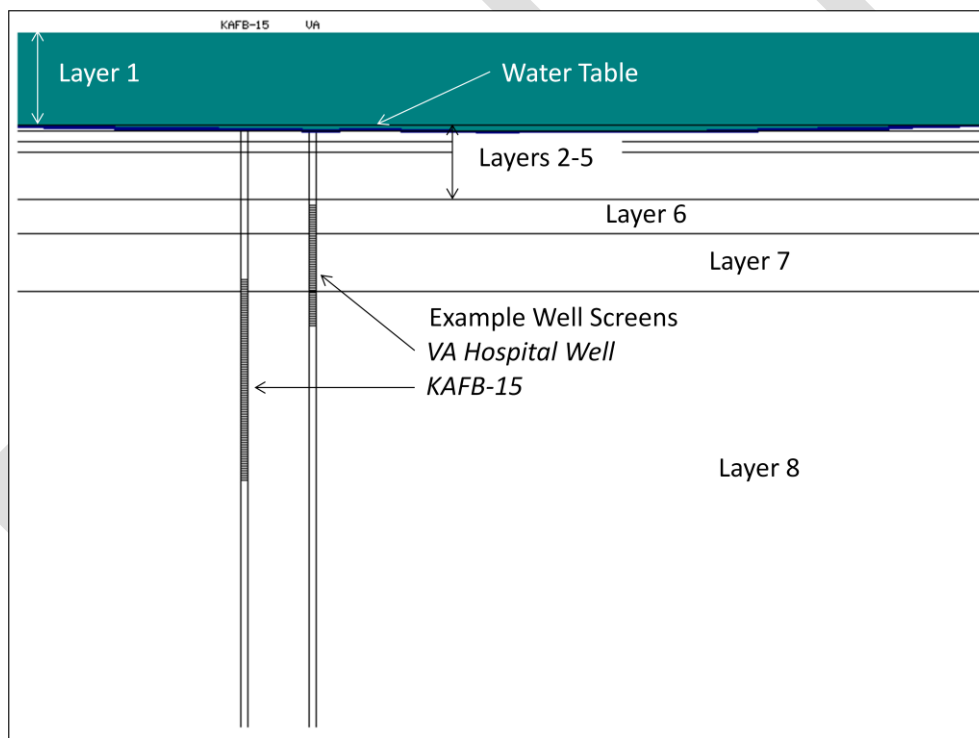 KAFB-15 VA
Layer 1
Water Table
Layers 2-5
Layer 6
Layer 7
Example Well Screens
VA Hospital Well
KAFB-15
Layer 8